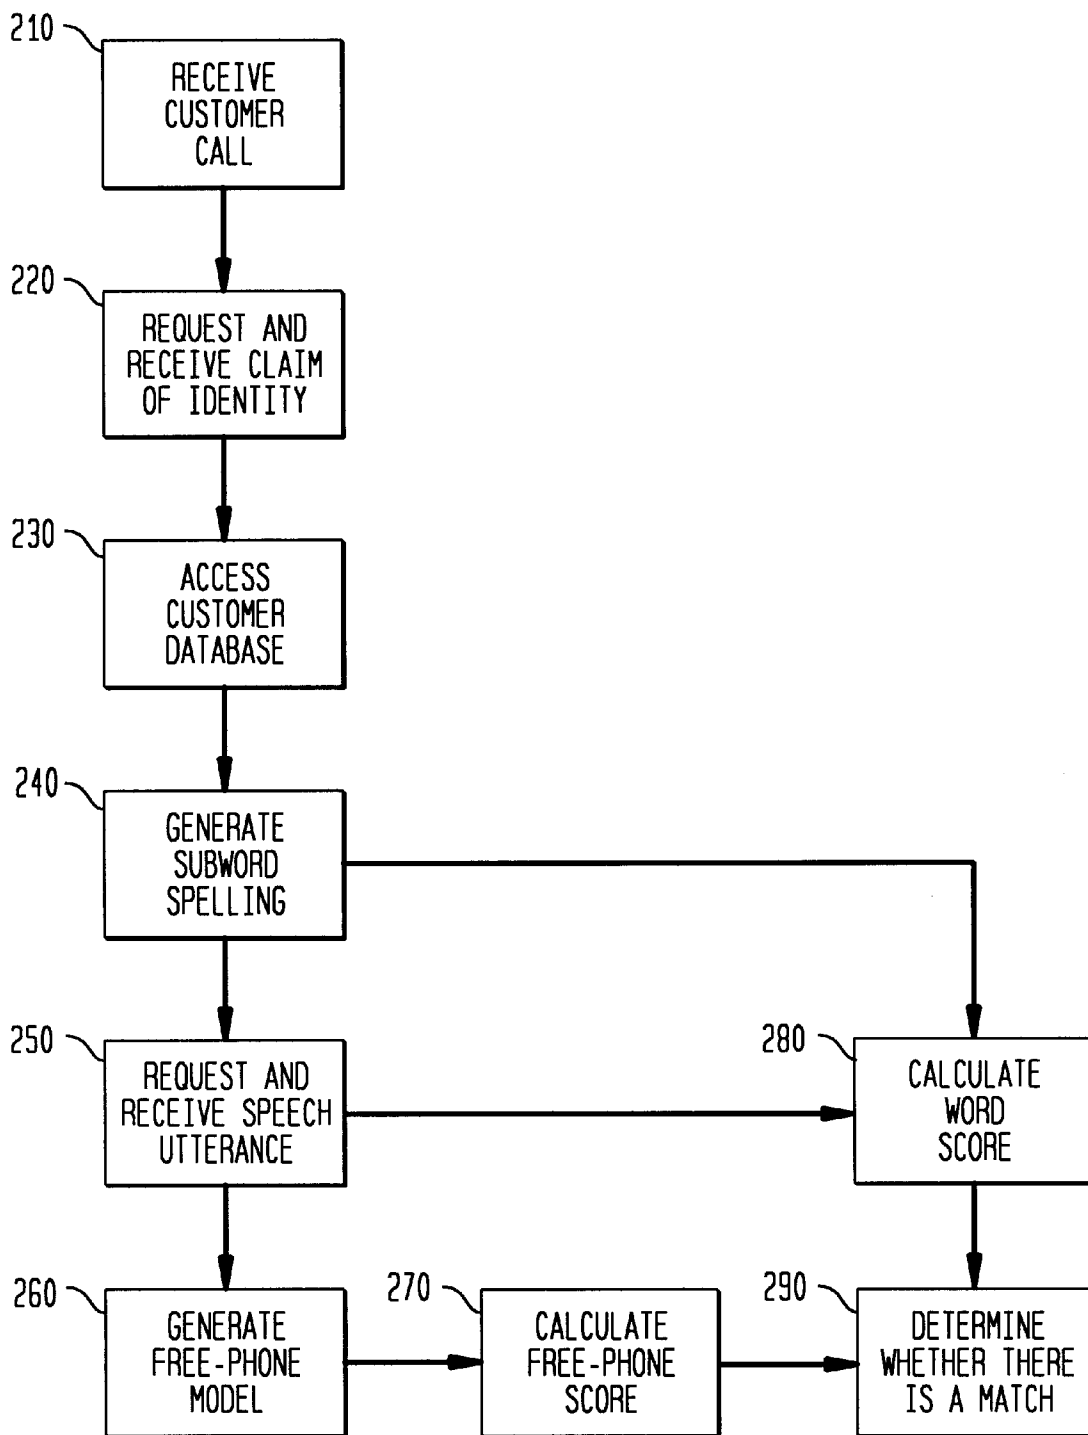 210
RECEIVE
CUSTOMER
CALL
220
REQUEST AND
RECEIVE CLAIM
OF IDENTITY
230
ACCESS
CUSTOMER
DATABASE
240
GENERATE
SUBWORD
SPELLING
250
REQUEST AND
RECEIVE SPEECH
UTTERANCE
280
CALCULATE
WORD
SCORE
260
GENERATE
FREE-PHONE
MODEL
270
CALCULATE
FREE-PHONE
SCORE
290
DETERMINE
WHETHER THERE
IS A MATCH